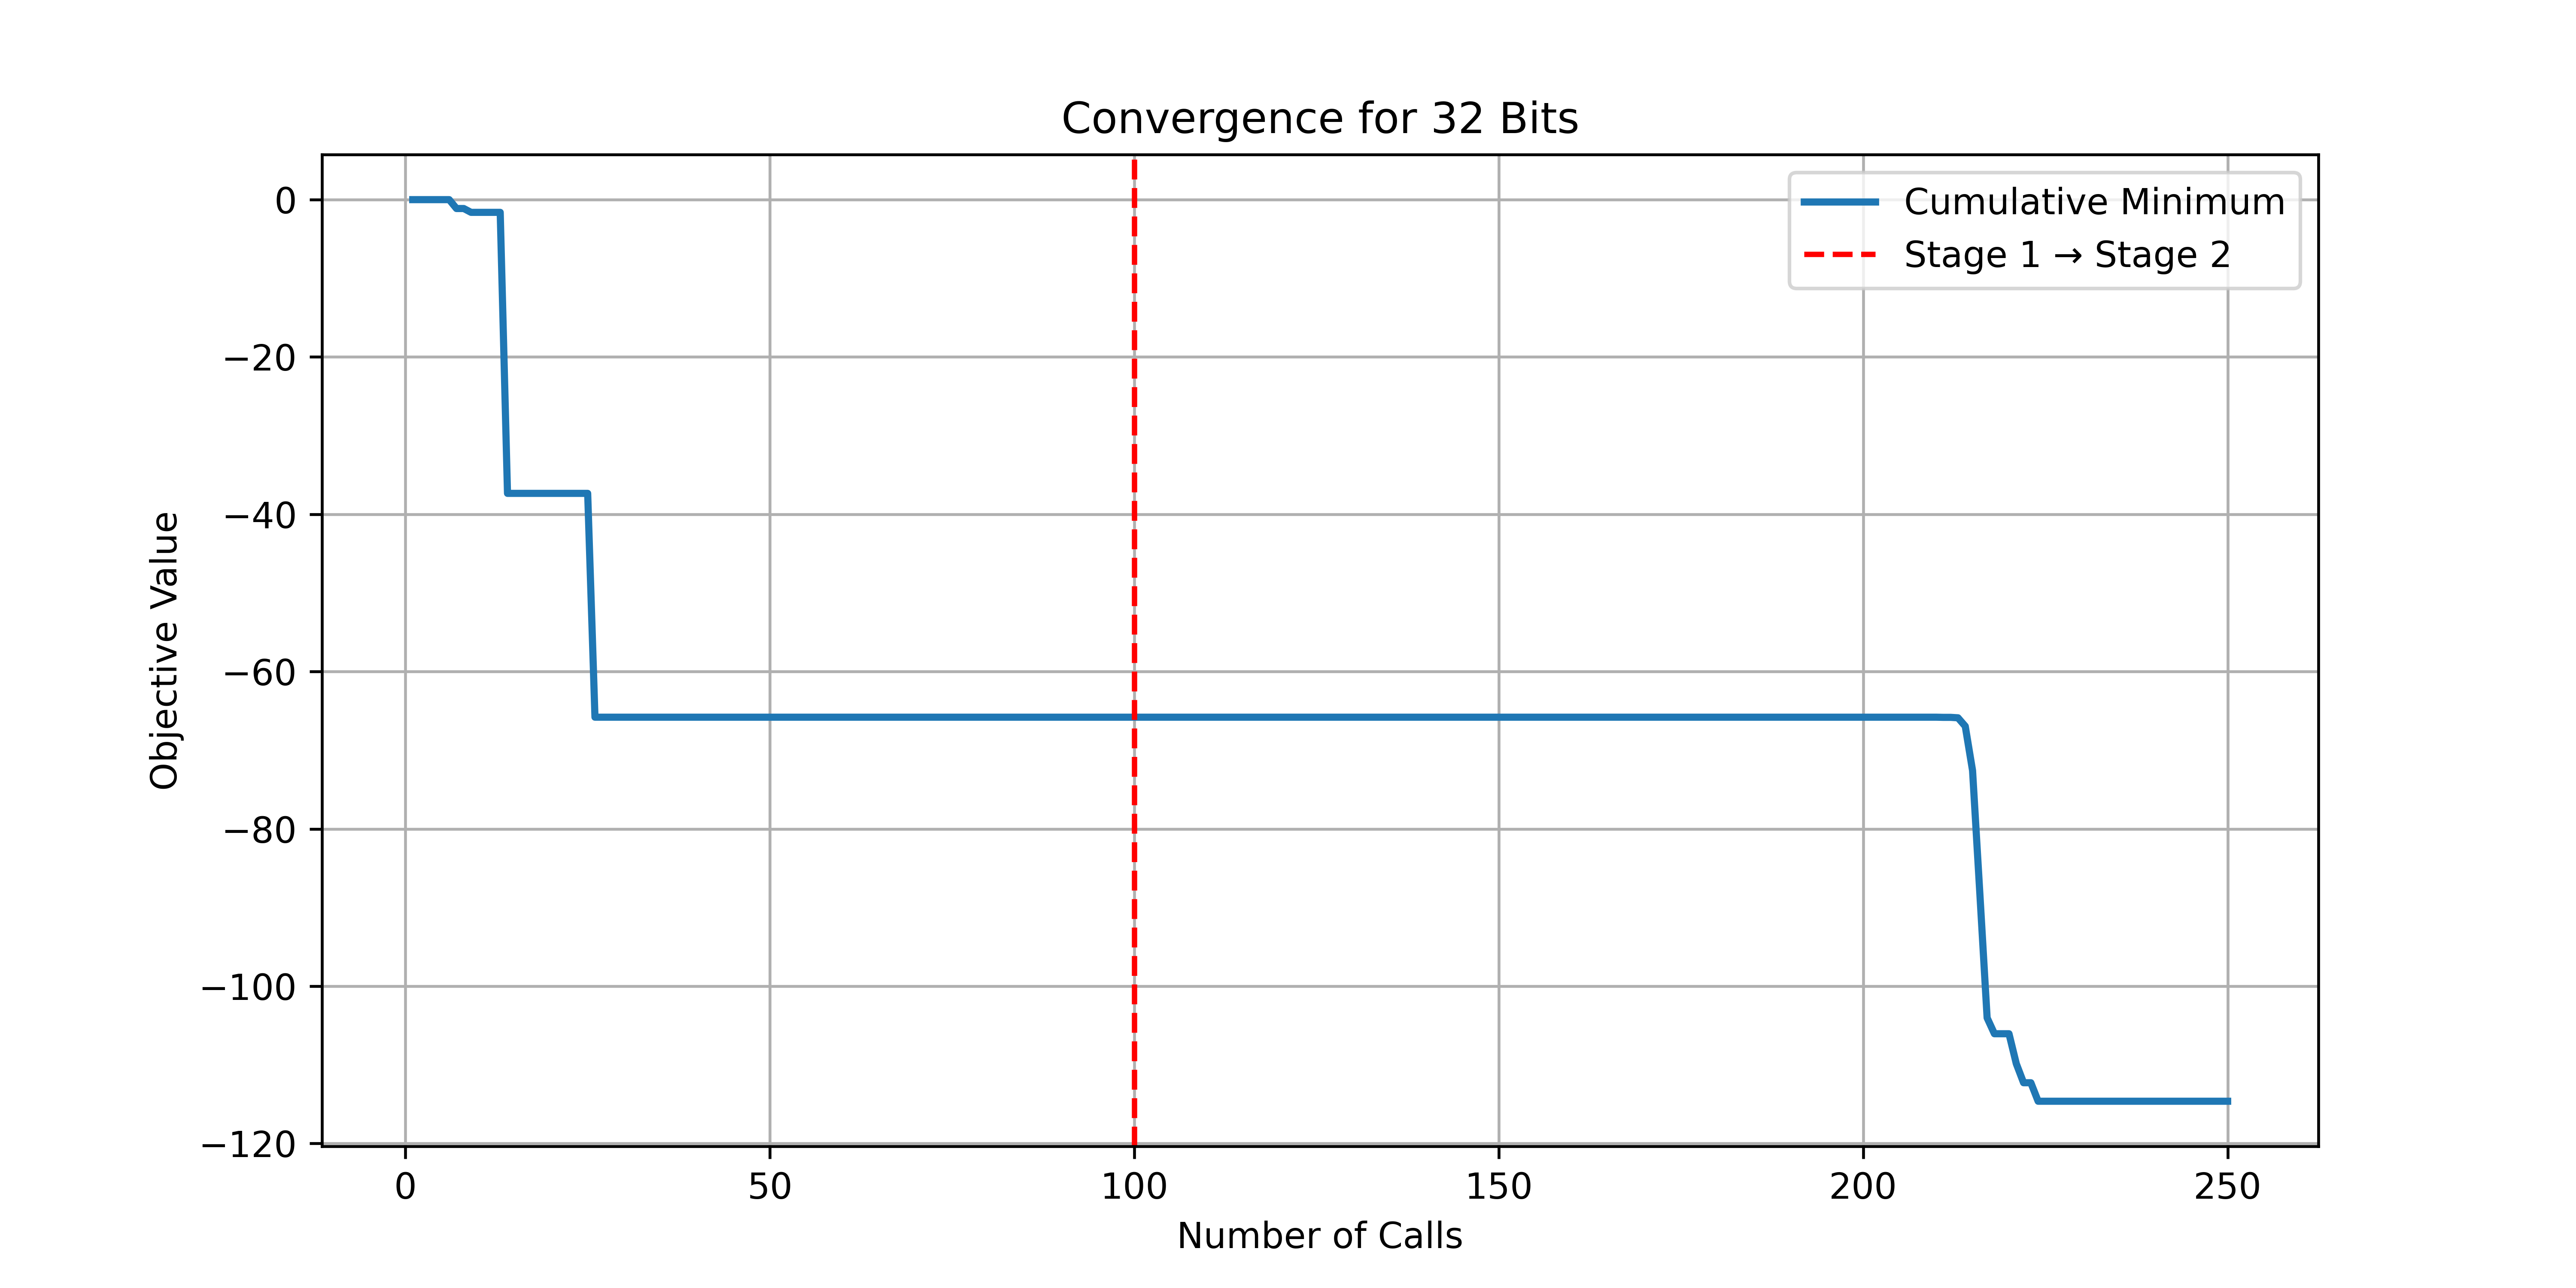 Convergence for 32 Bits
Cumulative Minimum
Stage 1 → Stage 2
Objective Value
0
−20
−40
−60
−80
−100
−120
0 50 100 150 200 250
Number of Calls